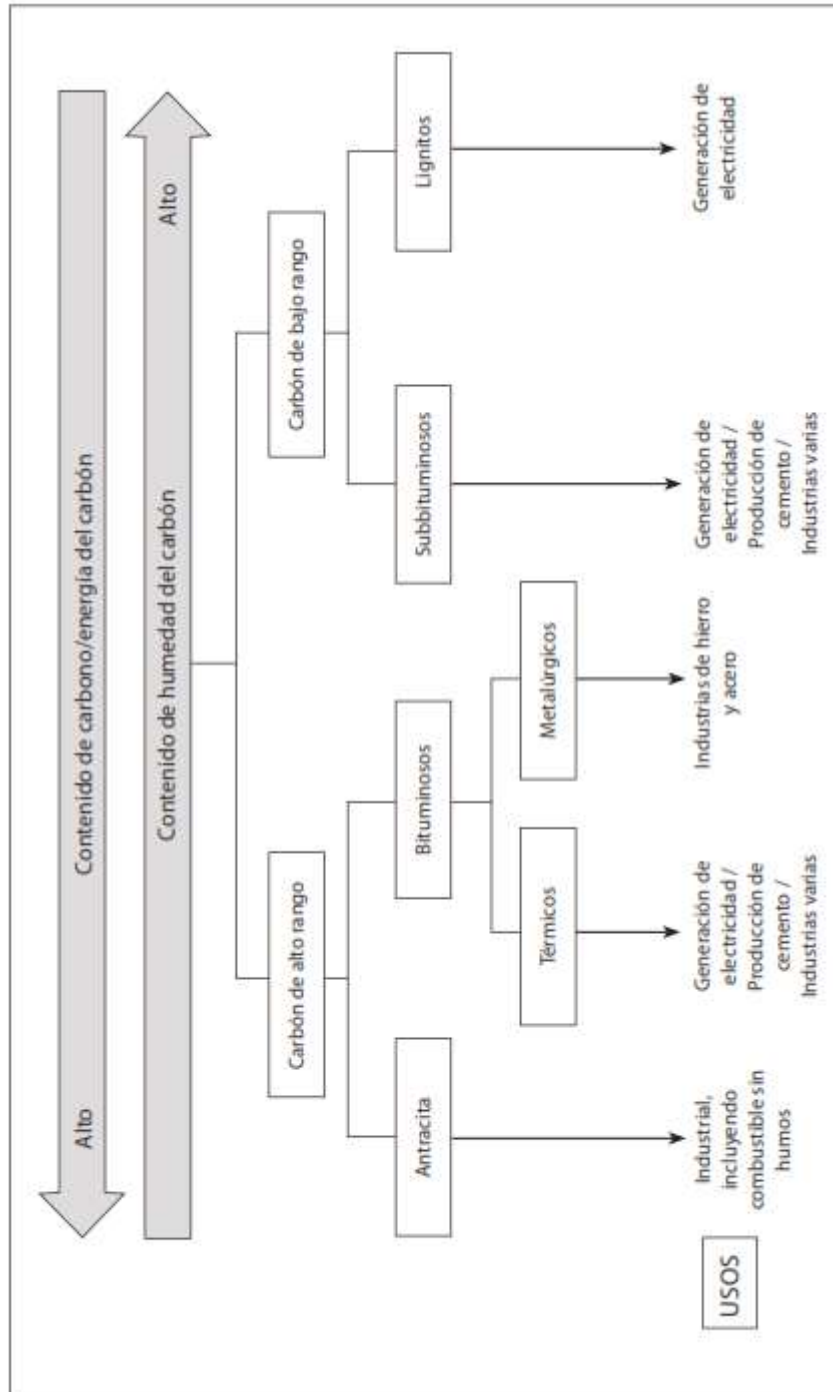 Contenido de carbono/energía del carbón
Alto
Contenido de humedad del carbón
Alto
Carbón de alto rango
Carbón de bajo rango
Antracita
Bituminosos
Subbituminosos
Lignitos
Térmicos
Metalúrgicos
USOS
Industrial,
incluyendo
combustible sin
humos
Generación de
electricidad /
Producción de
cemento /
Industrias varias
Industrias de hierro
y acero
Generación de
electricidad /
Producción de
cemento /
Industrias varias
Generación de
electricidad